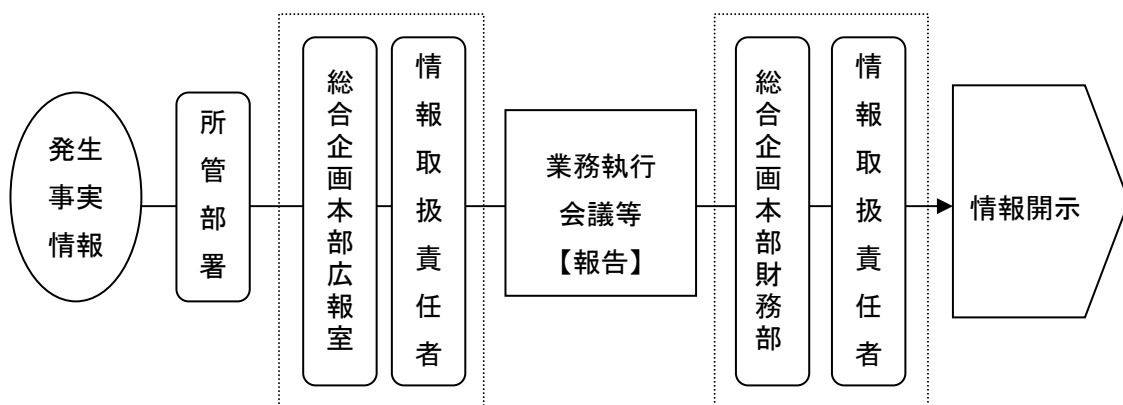 発生
事実
情報
所管部署
総合企画本部広報室
情報取扱責任者
業務執行
会議等
【報告】
総合企画本部財務部
情報取扱責任者
情報開示